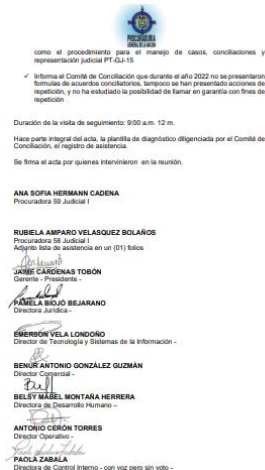 PROCURADURIA
GENERAL DE LA NACION
como el procedimiento para el manejo de casos, conciliaciones y
representación judicial PT-GJ-15
✓ Informa el Comité de Conciliación que durante el año 2022 no se presentaron
formulas de acuerdos conciliatorios, tampoco se han presentado acciones de
repetición, y no ha estudiado la posibilidad de llamar en garantía con fines de
repetición
Duración de la visita de seguimiento: 9:00 a.m. 12 m.
Hace parte integral del acta, la plantilla de diagnóstico diligenciada por el Comité de
Conciliación, el registro de asistencia.
Se firma el acta por quienes intervinieron en la reunión.
ANA SOFIA HERMANN CADENA
Procuradora 59 Judicial I
RUBIELA AMPARO VELASQUEZ BOLAÑOS
Procuradora 58 Judicial I
Adjunto lista de asistencia en un (01) folios
JAIME CÁRDENAS TOBÓN
Gerente - Presidente -
PAMELA BIOJÓ BEJARANO
Directora Jurídica -
EMERSON VELA LONDOÑO
Director de Tecnología y Sistemas de la Información -
BENUR ANTONIO GONZÁLEZ GUZMÁN
Director Comercial -
BELSY MABEL MONTAÑA HERRERA
Directora de Desarrollo Humano –
ANTONIO CERÓN TORRES
Director Operativo -
PAOLA ZABALA
Directora de Control Interno - con voz pero sin voto -